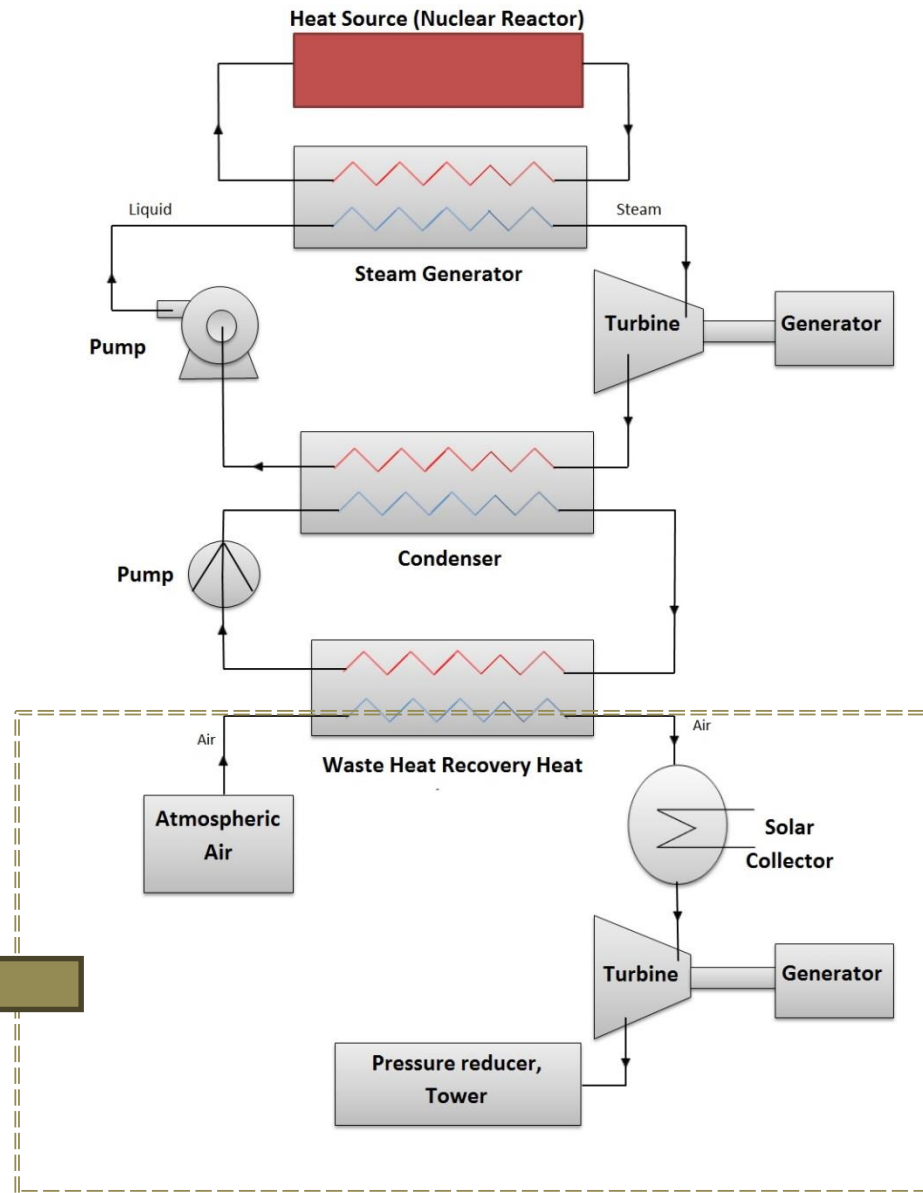 Heat Source (Nuclear Reactor)
Liquid
Steam
Steam Generator
Turbine
Generator
Pump
Condenser
Pump
Air
Air
Waste Heat Recovery Heat
Atmospheric
Air
Solar
Collector
Turbine
Generator
Pressure reducer,
Tower